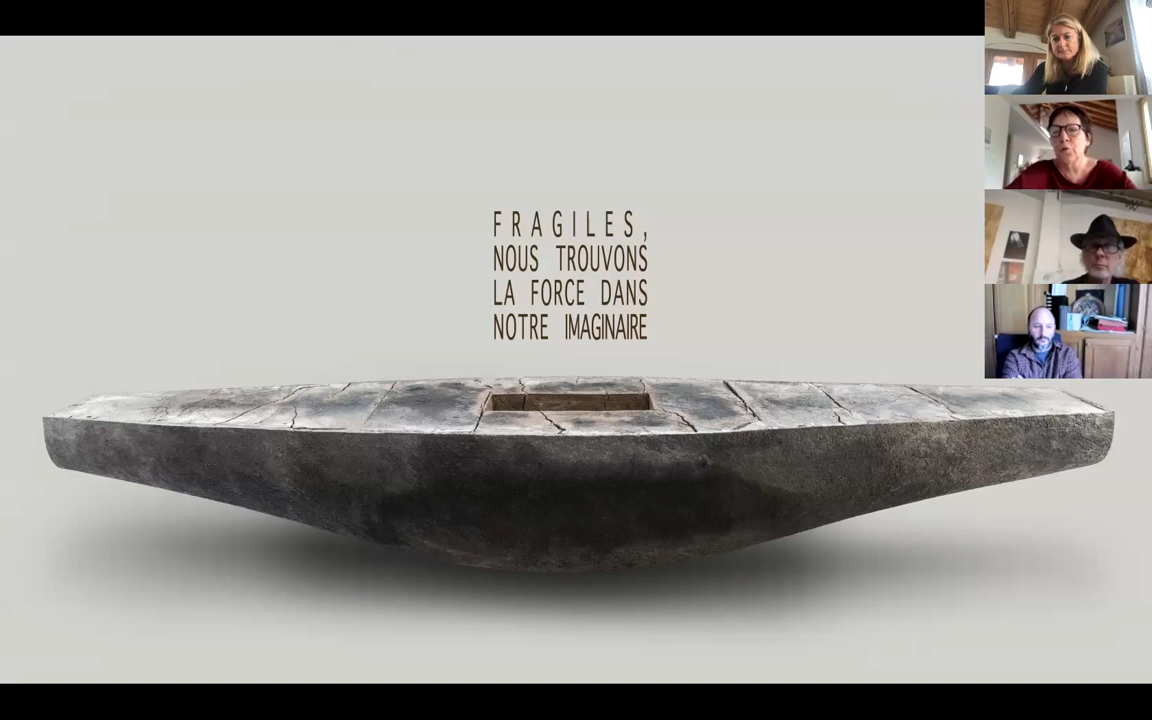 FRAGILES,
NOUS TROUVONS
LA FORCE DANS
NOTRE IMAGINAIRE